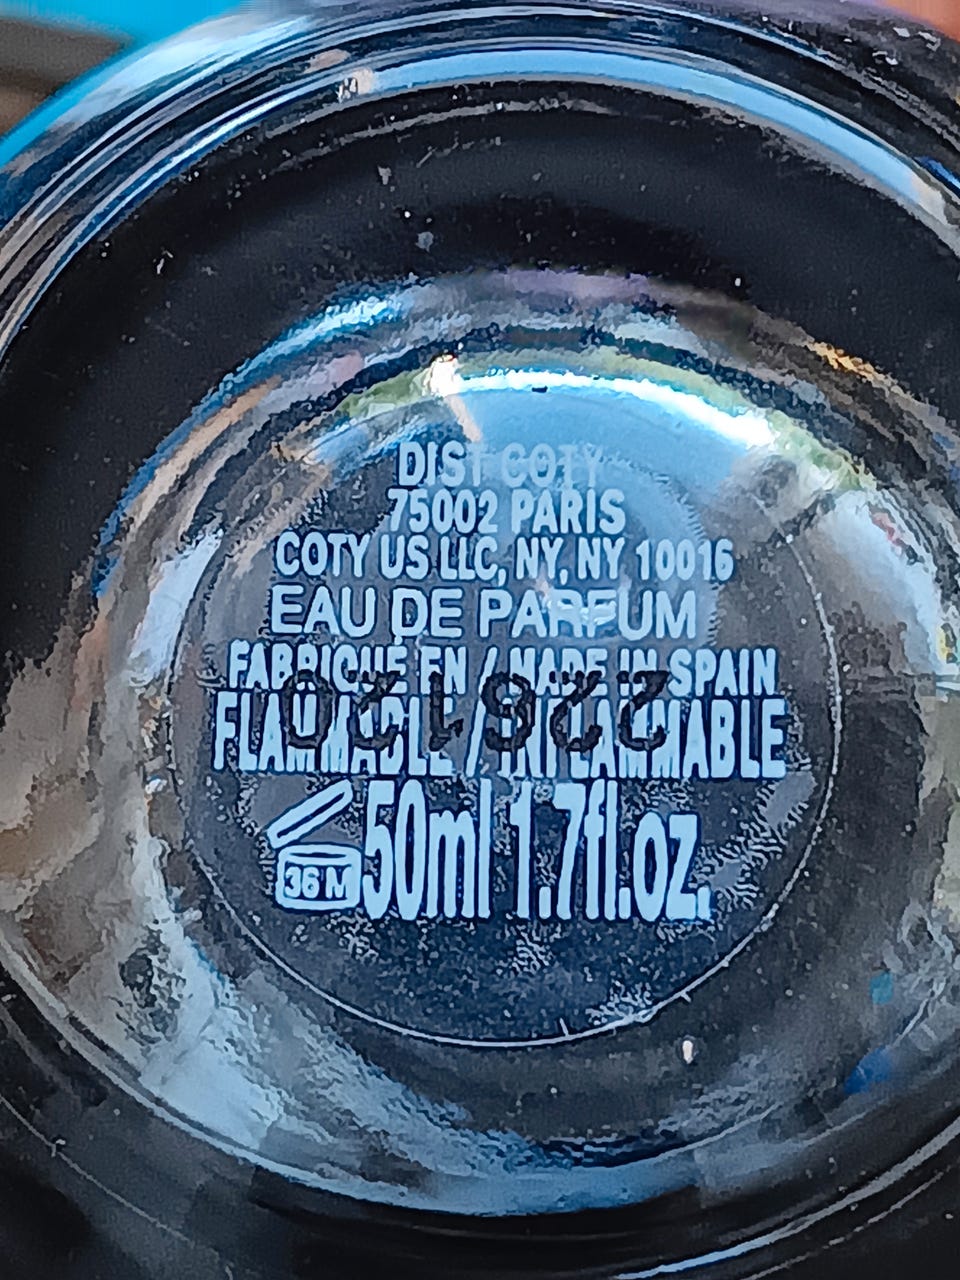 DIST COTY
75002 PARIS
COTY US LLC, NY, NY 10016
EAU DE PARFUM
FABRIQUÉ EN / MADE IN SPAIN
FLAMMABLE / INFLAMMABLE
36 M
50ml 1.7fl.oz.